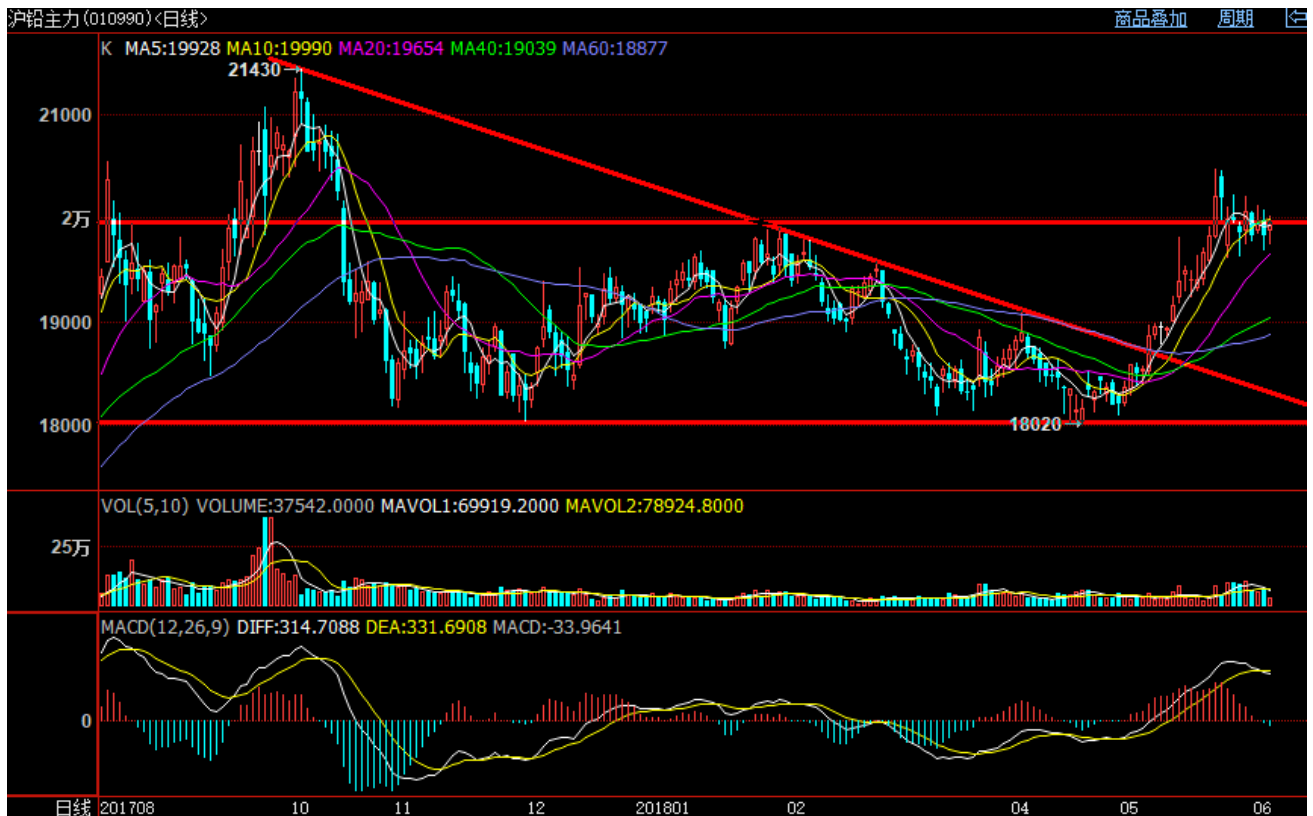 沪铅主力(010990)<日线> 商品叠加 周期
K MA5:19928 MA10:19990 MA20:19654 MA40:19039 MA60:18877
21430
21000
2万
19000
18000
18020
VOL(5,10) VOLUME:37542.0000 MAVOL1:69919.2000 MAVOL2:78924.8000
25万
MACD(12,26,9) DIFF:314.7088 DEA:331.6908 MACD:-33.9641
0
日线 201708 10 11 12 201801 02 04 05 06